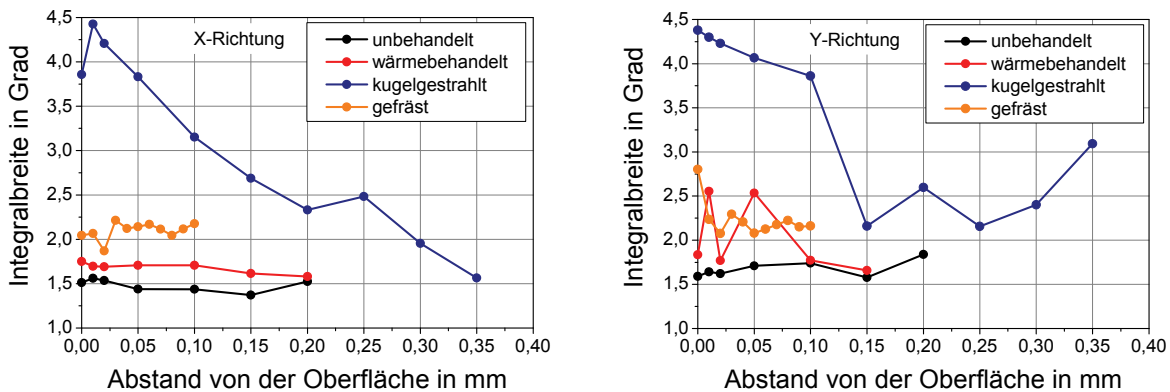 X-Richtung
unbehandelt
wärmebehandelt
kugelgestrahlt
gefräst
4,5
4,0
3,5
3,0
2,5
2,0
1,5
1,0
Integralbreite in Grad
0,00 0,05 0,10 0,15 0,20 0,25 0,30 0,35 0,40
Abstand von der Oberfläche in mm
Y-Richtung
unbehandelt
wärmebehandelt
kugelgestrahlt
gefräst
4,5
4,0
3,5
3,0
2,5
2,0
1,5
1,0
Integralbreite in Grad
0,00 0,05 0,10 0,15 0,20 0,25 0,30 0,35 0,40
Abstand von der Oberfläche in mm